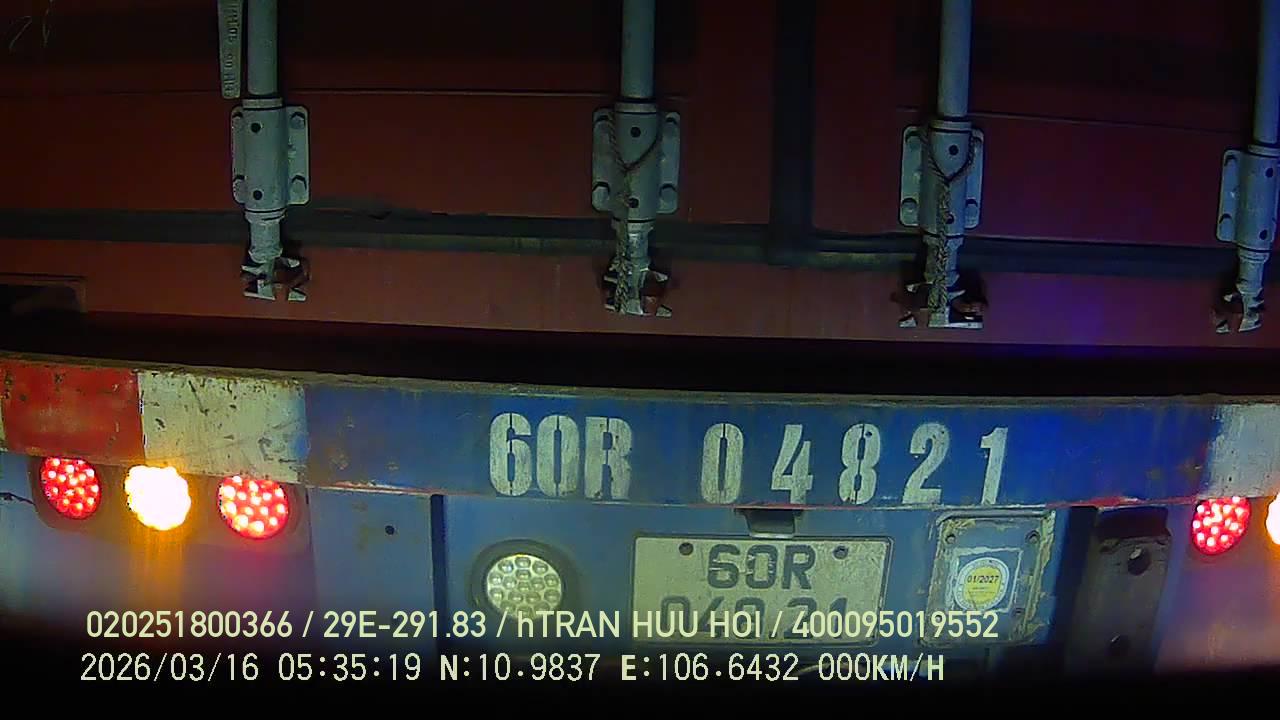 60R 04821
60R
01/2027
020251800366 / 29E-291.83 / hTRAN HUU HOI / 400095019552
2026/03/16 05:35:19 N:10.9837 E:106.6432 000KM/H